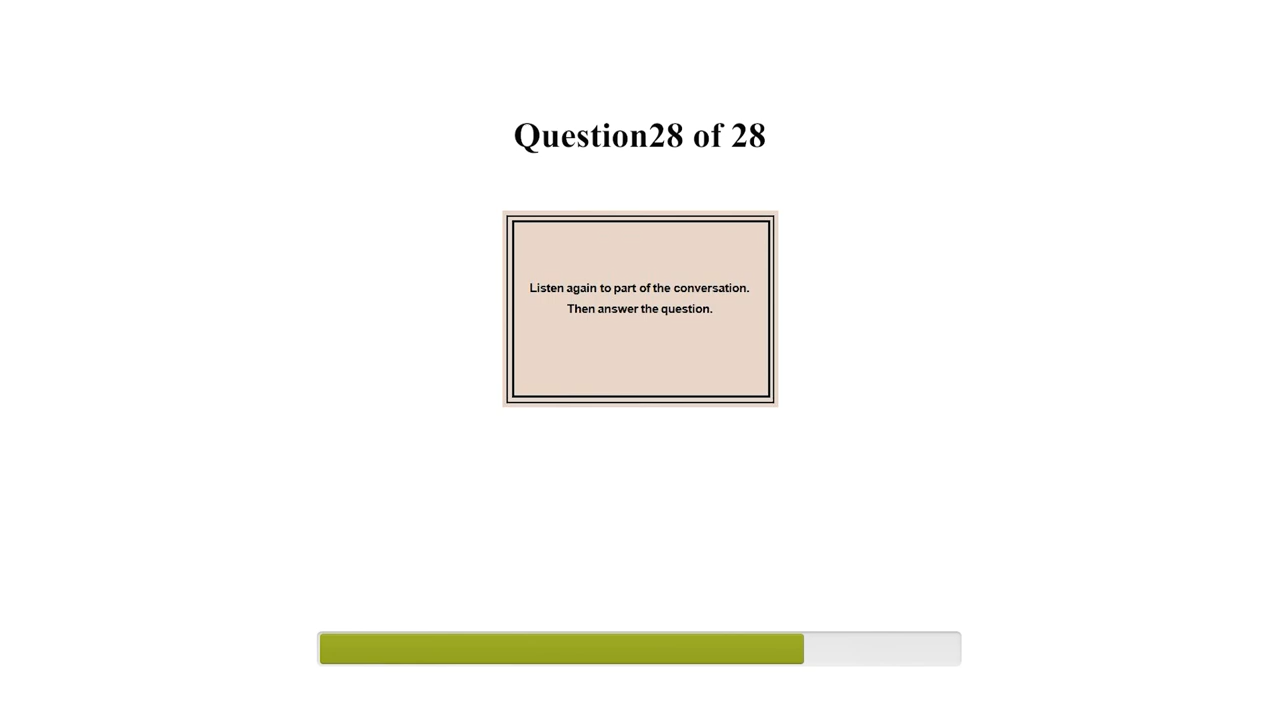 Question28 of 28
Listen again to part of the conversation.
Then answer the question.